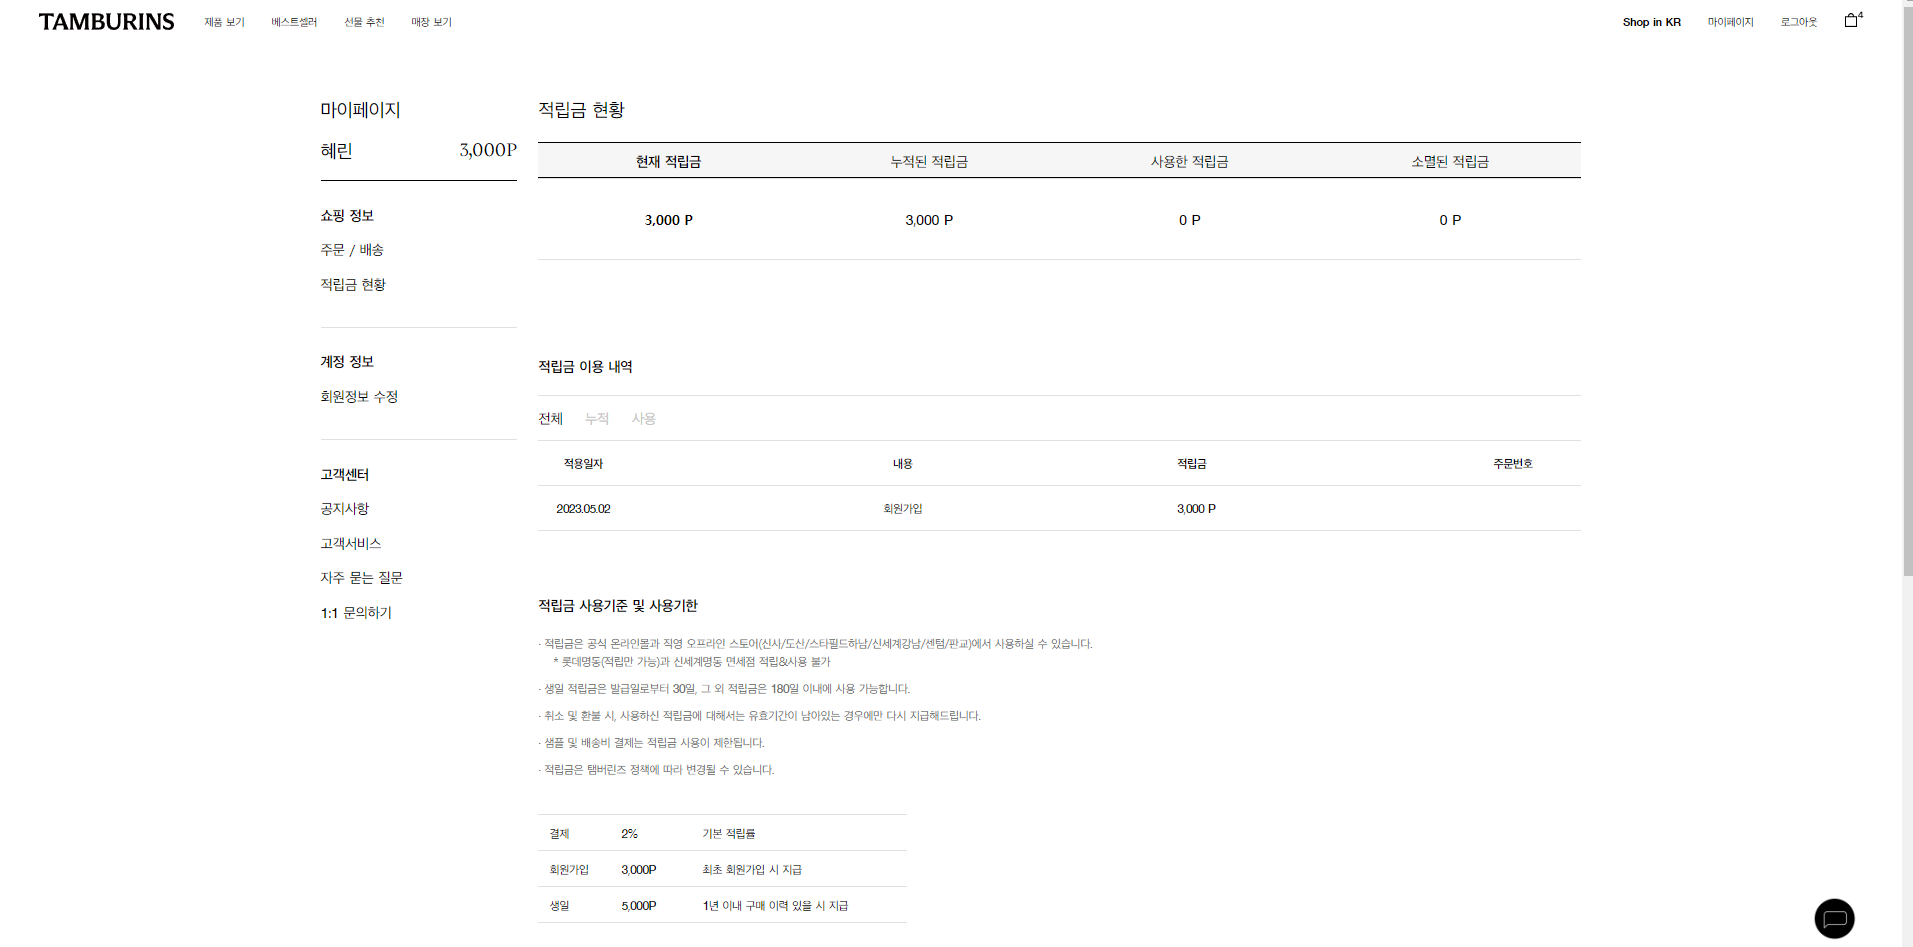 TAMBURINS 제품 보기 베스트셀러 선물 추천 매장 보기 Shop in KR 마이페이지 로그아웃 4
마이페이지
혜린 3,000P
쇼핑 정보
주문 / 배송
적립금 현황
계정 정보
회원정보 수정
고객센터
공지사항
고객서비스
자주 묻는 질문
1:1 문의하기
적립금 현황
현재 적립금 누적된 적립금 사용한 적립금 소멸된 적립금
3,000 P 3,000 P 0 P 0 P
적립금 이용 내역
전체 누적 사용
적용일자 내용 적립금 주문번호
2023.05.02 회원가입 3,000 P
적립금 사용기준 및 사용기한
· 적립금은 공식 온라인몰과 직영 오프라인 스토어(신사/도산/스타필드하남/신세계강남/센텀/판교)에서 사용하실 수 있습니다.
* 롯데명동(적립만 가능)과 신세계명동 면세점 적립&사용 불가
· 생일 적립금은 발급일로부터 30일, 그 외 적립금은 180일 이내에 사용 가능합니다.
· 취소 및 환불 시, 사용하신 적립금에 대해서는 유효기간이 남아있는 경우에만 다시 지급해드립니다.
· 샘플 및 배송비 결제는 적립금 사용이 제한됩니다.
· 적립금은 탬버린즈 정책에 따라 변경될 수 있습니다.
결제 2% 기본 적립률
회원가입 3,000P 최초 회원가입 시 지급
생일 5,000P 1년 이내 구매 이력 있을 시 지급